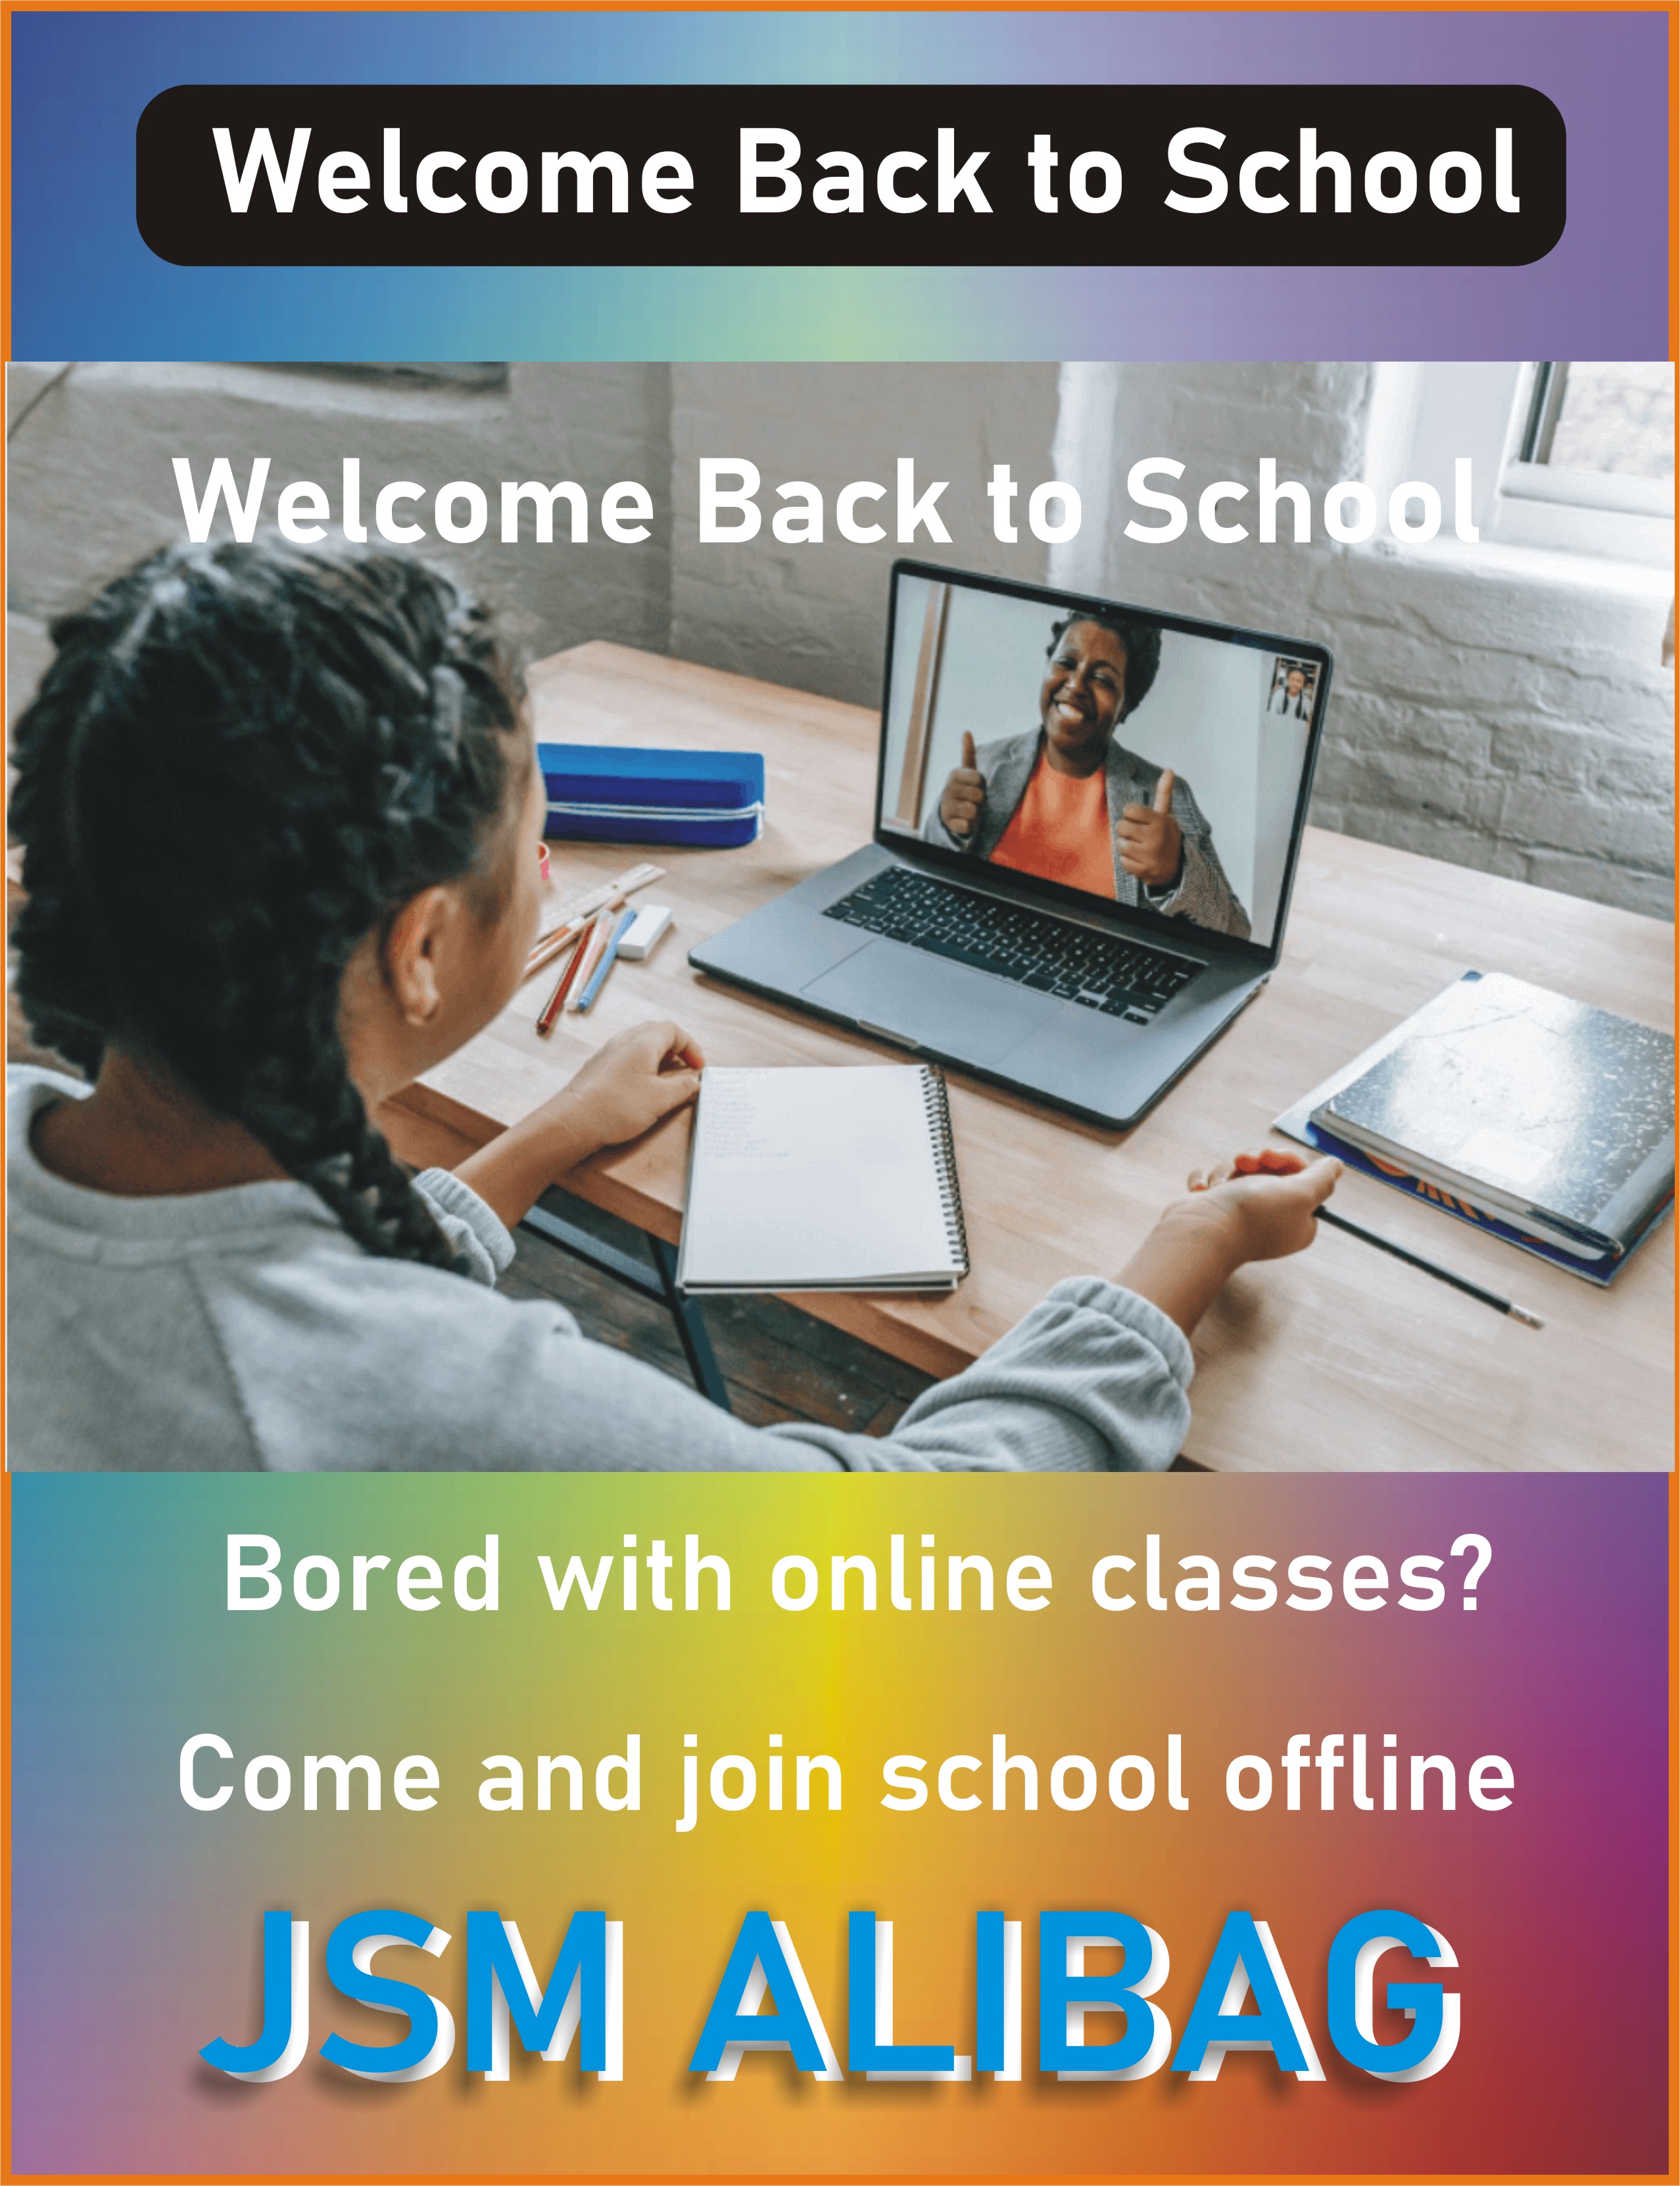 Welcome Back to School
Welcome Back to School
Bored with online classes?
Come and join school offline
JSM ALIBAG